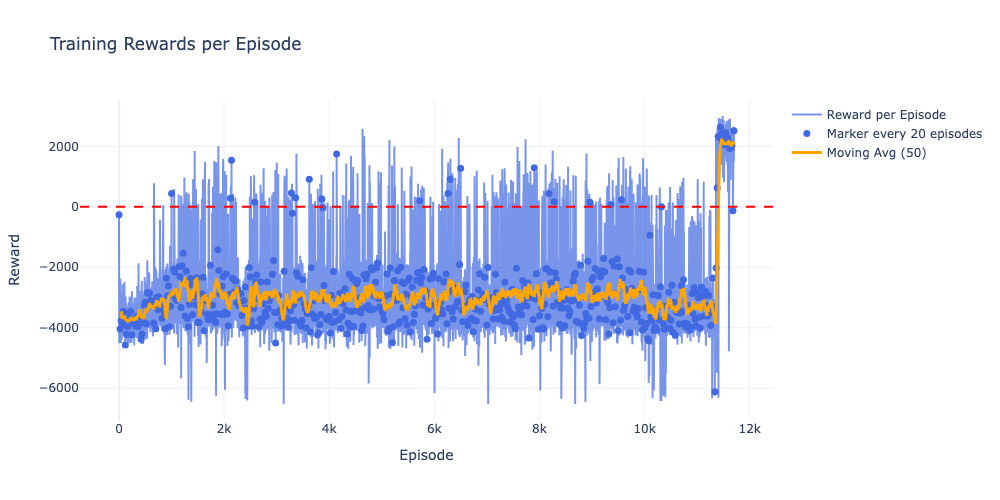 Training Rewards per Episode
Reward per Episode
Marker every 20 episodes
Moving Avg (50)
2000
0
−2000
−4000
−6000
Reward
0
2k
4k
6k
8k
10k
12k
Episode